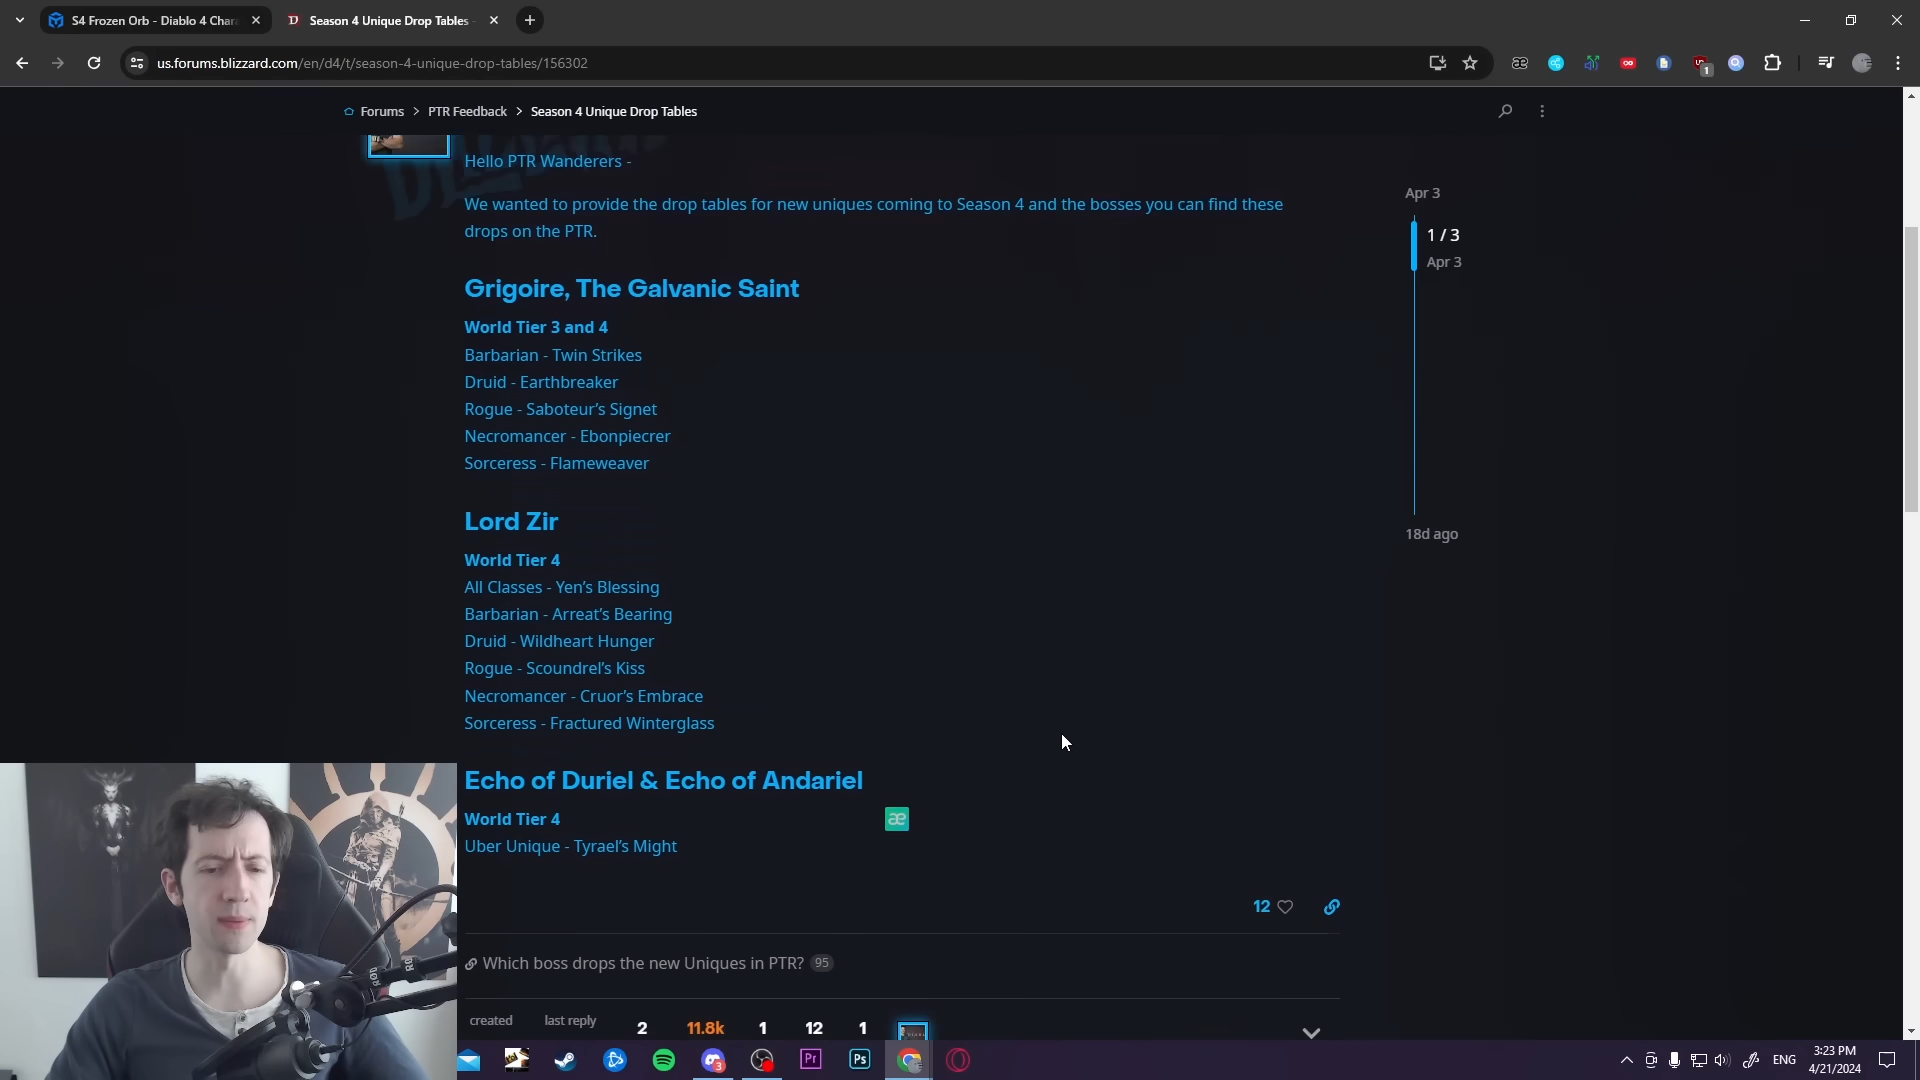 S4 Frozen Orb - Diablo 4 Chara
Season 4 Unique Drop Tables -
us.forums.blizzard.com/en/d4/t/season-4-unique-drop-tables/156302
1
Forums > PTR Feedback > Season 4 Unique Drop Tables
Hello PTR Wanderers -
We wanted to provide the drop tables for new uniques coming to Season 4 and the bosses you can find these
drops on the PTR.
Apr 3
1 / 3
Apr 3
18d ago
Grigoire, The Galvanic Saint
World Tier 3 and 4
Barbarian - Twin Strikes
Druid - Earthbreaker
Rogue - Saboteur’s Signet
Necromancer - Ebonpiecrer
Sorceress - Flameweaver
Lord Zir
World Tier 4
All Classes - Yen’s Blessing
Barbarian - Arreat’s Bearing
Druid - Wildheart Hunger
Rogue - Scoundrel’s Kiss
Necromancer - Cruor’s Embrace
Sorceress - Fractured Winterglass
Echo of Duriel & Echo of Andariel
World Tier 4
æ
Uber Unique - Tyrael’s Might
12
Which boss drops the new Uniques in PTR? 95
created last reply
2 11.8k 1 12 1
3
Pr
Ps
ENG
3:23 PM
4/21/2024